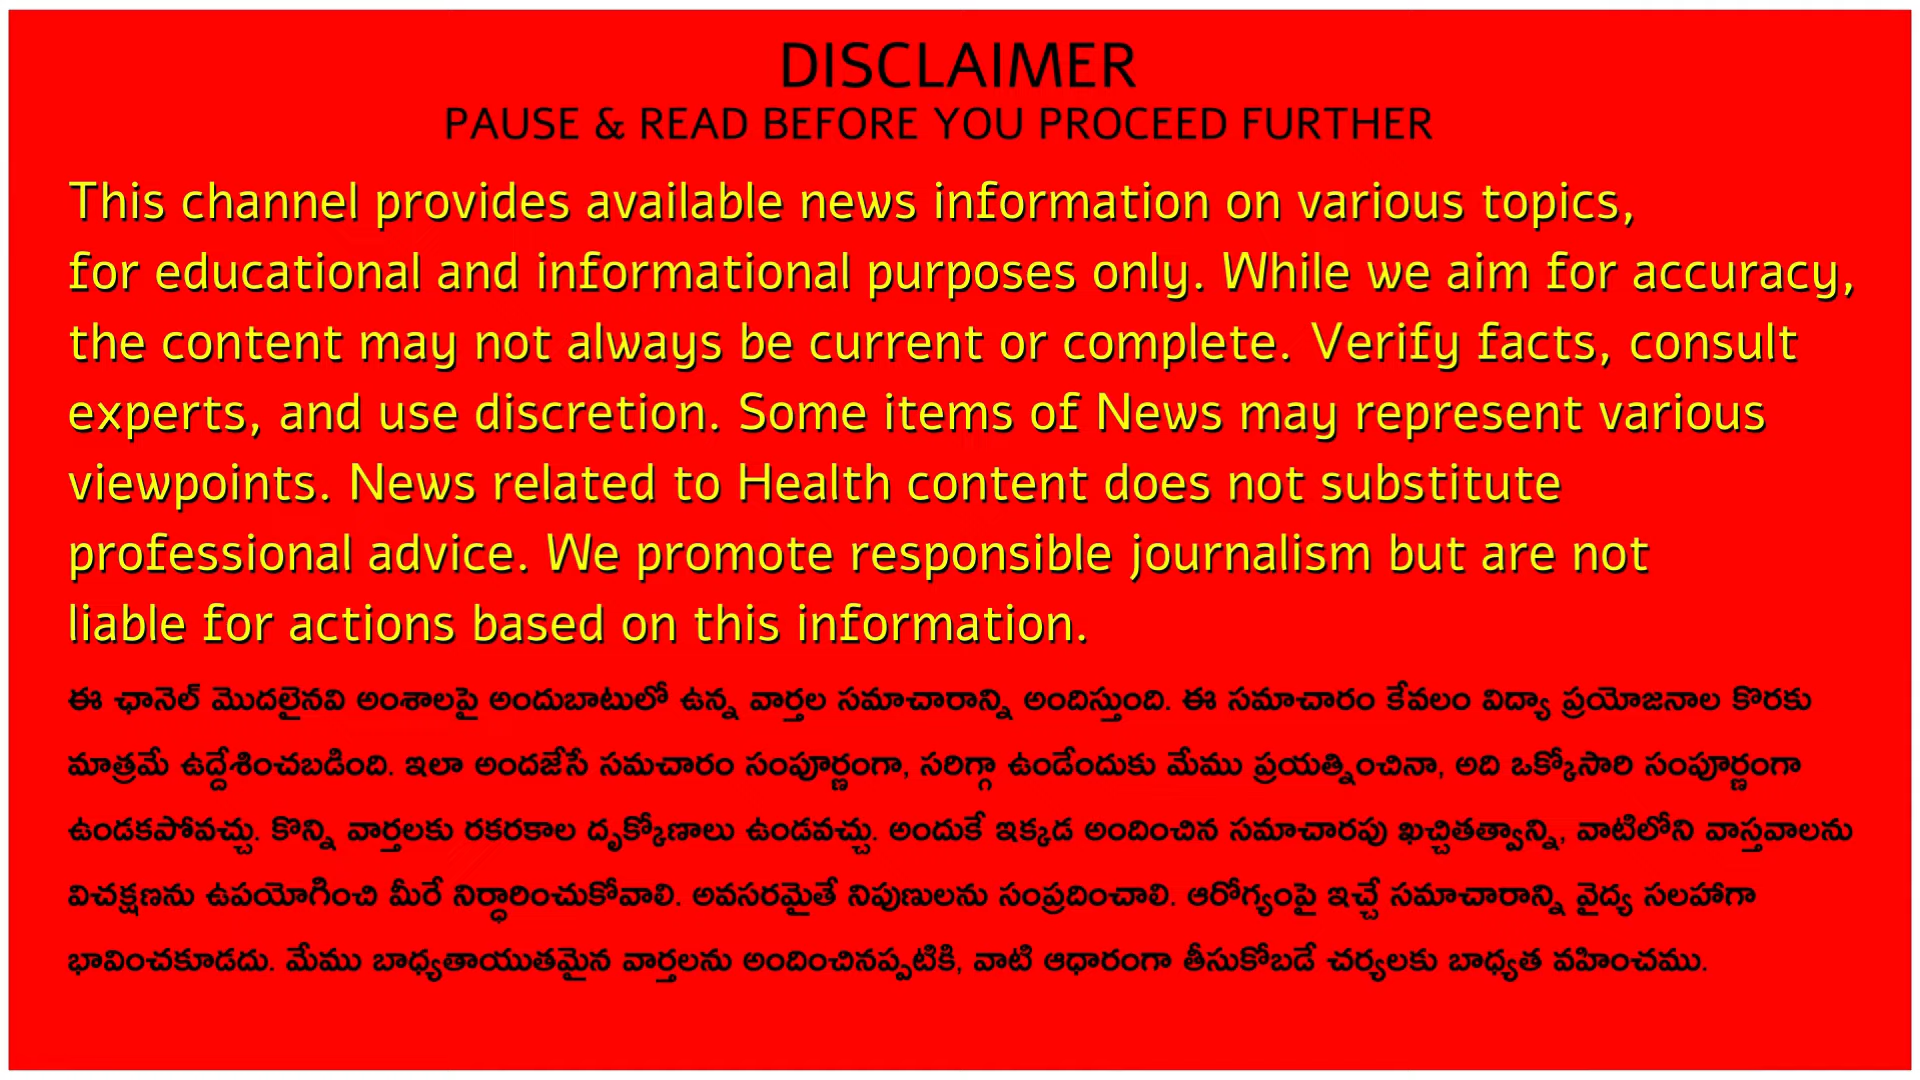 DISCLAIMER
PAUSE & READ BEFORE YOU PROCEED FURTHER
This channel provides available news information on various topics,
for educational and informational purposes only. While we aim for accuracy,
the content may not always be current or complete. Verify facts, consult
experts, and use discretion. Some items of News may represent various
viewpoints. News related to Health content does not substitute
professional advice. We promote responsible journalism but are not
liable for actions based on this information.
ఈ ఛానెల్ మొదలైనవి అంశాలపై అందుబాటులో ఉన్న వార్తల సమాచారాన్ని అందిస్తుంది. ఈ సమాచారం కేవలం విద్యా ప్రయోజనాల కొరకు
మాత్రమే ఉద్దేశించబడింది. ఇలా అందజేసే సమచారం సంపూర్ణంగా, సరిగ్గా ఉండేందుకు మేము ప్రయత్నించినా, అది ఒక్కోసారి సంపూర్ణంగా
ఉండకపోవచ్చు. కొన్ని వార్తలకు రకరకాల దృక్కోణాలు ఉండవచ్చు. అందుకే ఇక్కడ అందించిన సమాచారపు ఖచ్చితత్వాన్ని, వాటిలోని వాస్తవాలను
విచక్షణను ఉపయోగించి మీరే నిర్ధారించుకోవాలి. అవసరమైతే నిపుణులను సంప్రదించాలి. ఆరోగ్యంపై ఇచ్చే సమాచారాన్ని వైద్య సలహాగా
భావించకూడదు. మేము బాధ్యతాయుతమైన వార్తలను అందించినప్పటికి, వాటి ఆధారంగా తీసుకోబడే చర్యలకు బాధ్యత వహించము.